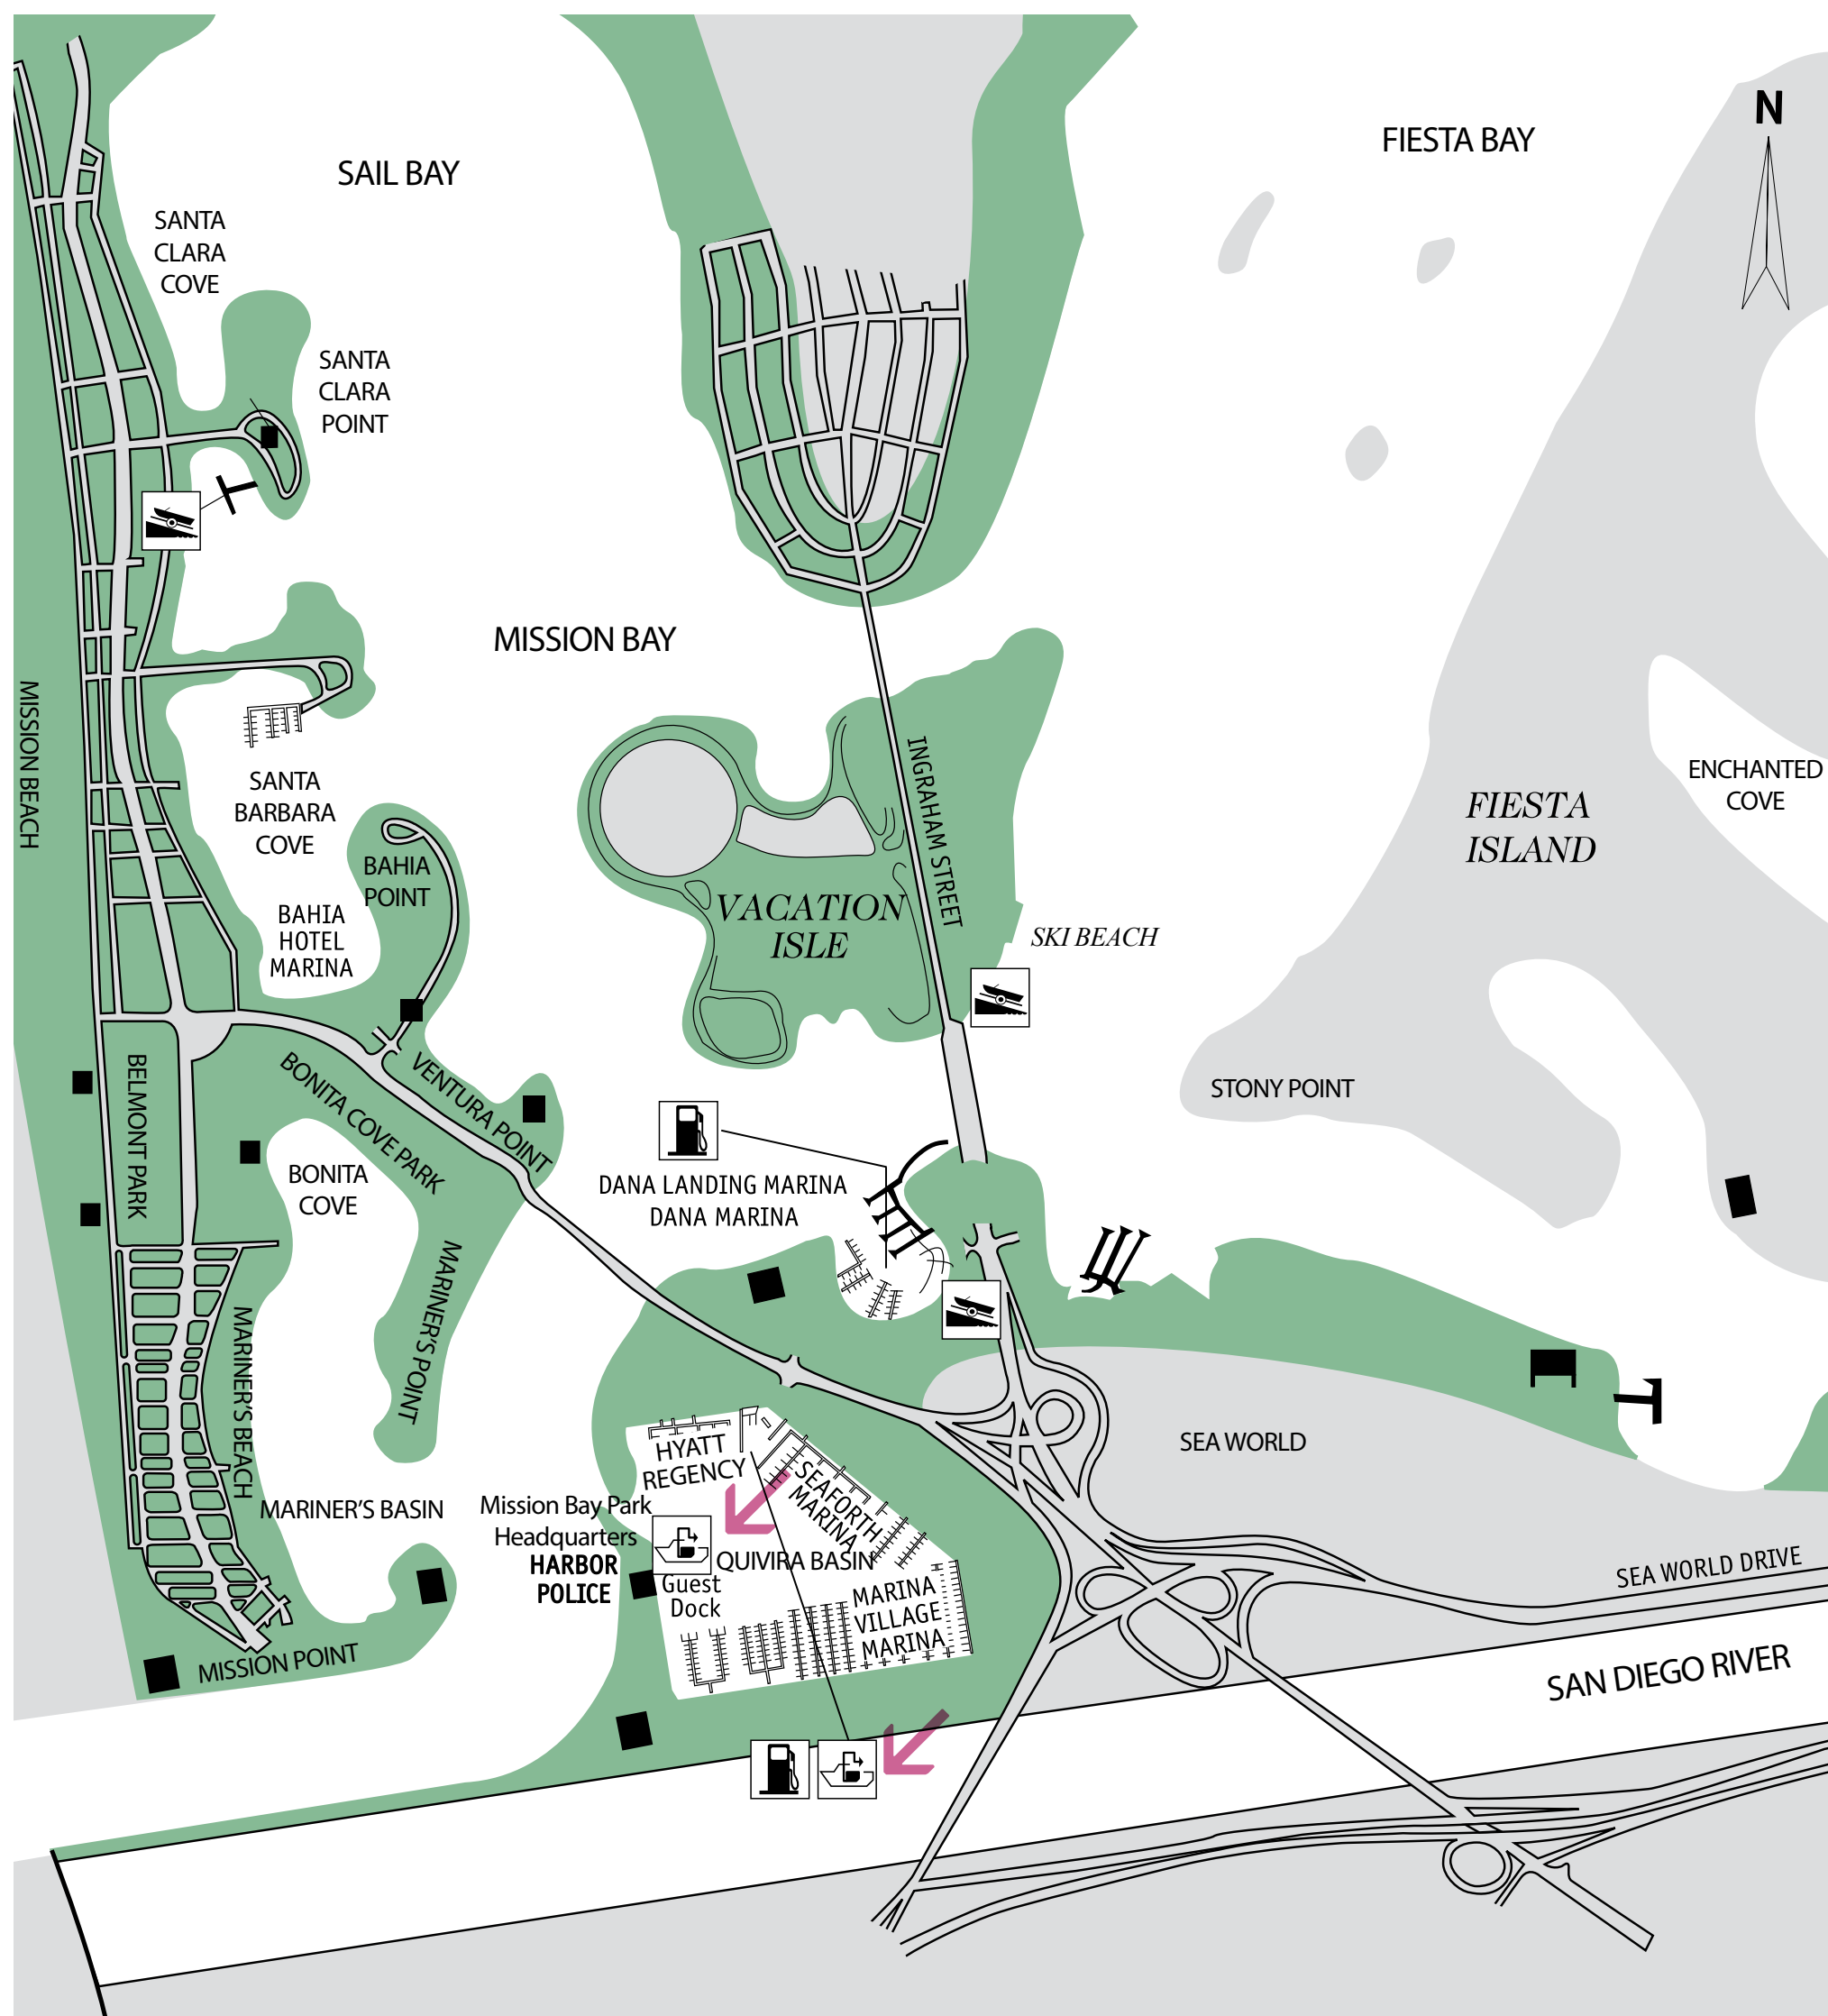 N
FIESTA BAY
SAIL BAY
SANTA
CLARA
COVE
SANTA
CLARA
POINT
MISSION BAY
MISSION BEACH
INGRAHAM STREET
ENCHANTED
COVE
FIESTA
ISLAND
SANTA
BARBARA
COVE
BAHIA
POINT
BAHIA
HOTEL
MARINA
VACATION
ISLE
SKI BEACH
STONY POINT
BELMONT PARK
BONITA COVE PARK
VENTURA POINT
BONITA
COVE
DANA LANDING MARINA
DANA MARINA
MARINER'S POINT
MARINER'S BEACH
SEA WORLD
HYATT
REGENCY
SEAFORTH
MARINA
MARINER'S BASIN
Mission Bay Park
Headquarters
HARBOR
POLICE
QUIVIRA BASIN
Guest
Dock
MARINA
VILLAGE
MARINA
SEA WORLD DRIVE
MISSION POINT
SAN DIEGO RIVER